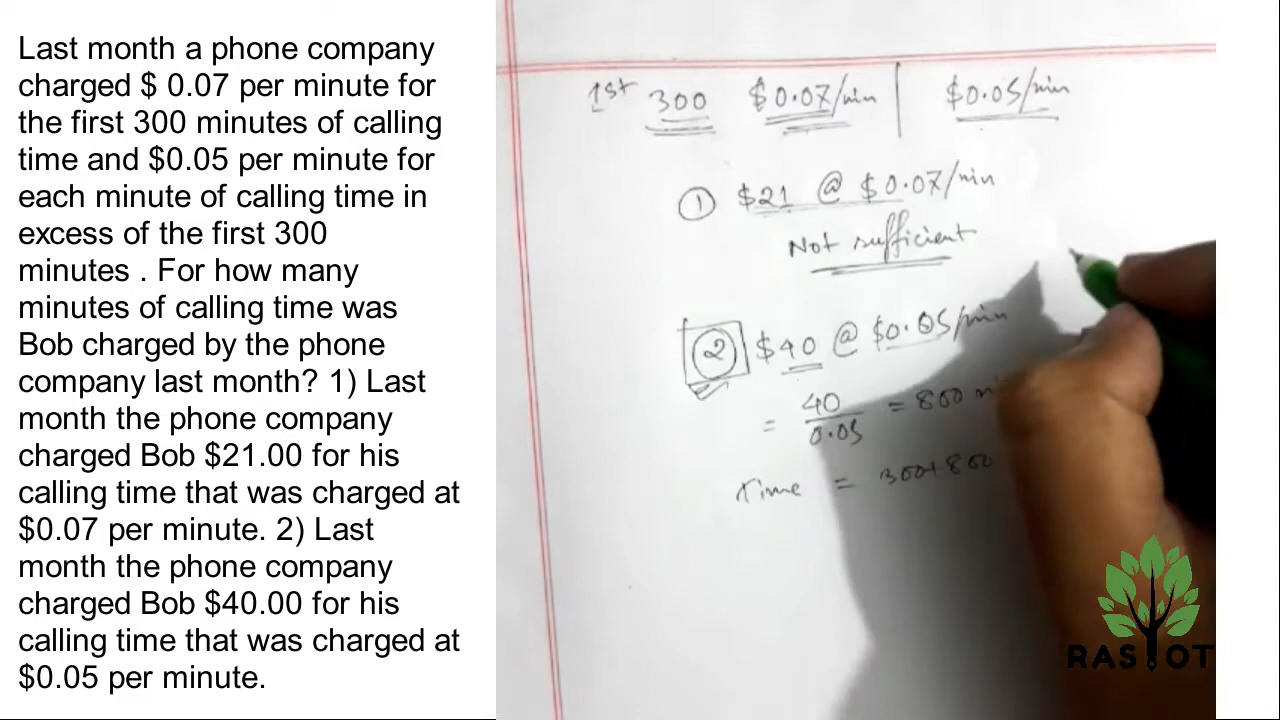 Last month a phone company
charged $ 0.07 per minute for
the first 300 minutes of calling
time and $0.05 per minute for
each minute of calling time in
excess of the first 300
minutes . For how many
minutes of calling time was
Bob charged by the phone
company last month? 1) Last
month the phone company
charged Bob $21.00 for his
calling time that was charged at
$0.07 per minute. 2) Last
month the phone company
charged Bob $40.00 for his
calling time that was charged at
$0.05 per minute.
1st 300 $0.07/min | $0.05/min
① $21 @ $0.07/min
Not sufficient
② $40 @ $0.05/min
= 40/0.05 = 800
Time = 300+800
RAS OT